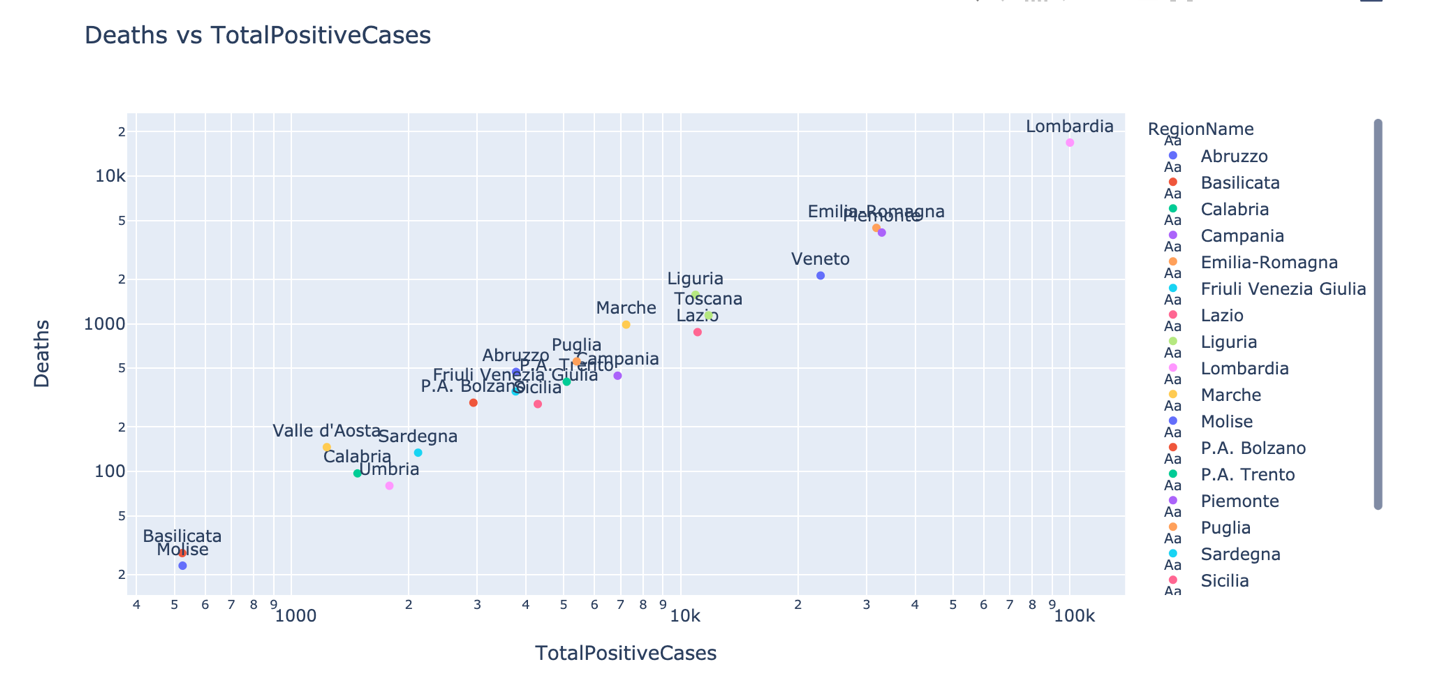 Deaths vs TotalPositiveCases
2
10k
5
2
1000
5
2
100
5
2
Deaths
Lombardia
Emilia-Romagna
Piemonte
Veneto
Liguria
Toscana
Lazio
Marche
Puglia
Abruzzo
Campania
P.A. Trento
Friuli Venezia Giulia
P.A. Bolzano
Sicilia
Valle d'Aosta
Sardegna
Calabria
Umbria
Basilicata
Molise
4 5 6 7 8 9 1000 2 3 4 5 6 7 8 9 10k 2 3 4 5 6 7 8 9 100k
TotalPositiveCases
RegionName
Aa
Abruzzo
Aa
Basilicata
Aa
Calabria
Aa
Campania
Aa
Emilia-Romagna
Aa
Friuli Venezia Giulia
Aa
Lazio
Aa
Liguria
Aa
Lombardia
Aa
Marche
Aa
Molise
Aa
P.A. Bolzano
Aa
P.A. Trento
Aa
Piemonte
Aa
Puglia
Aa
Sardegna
Aa
Sicilia
Aa